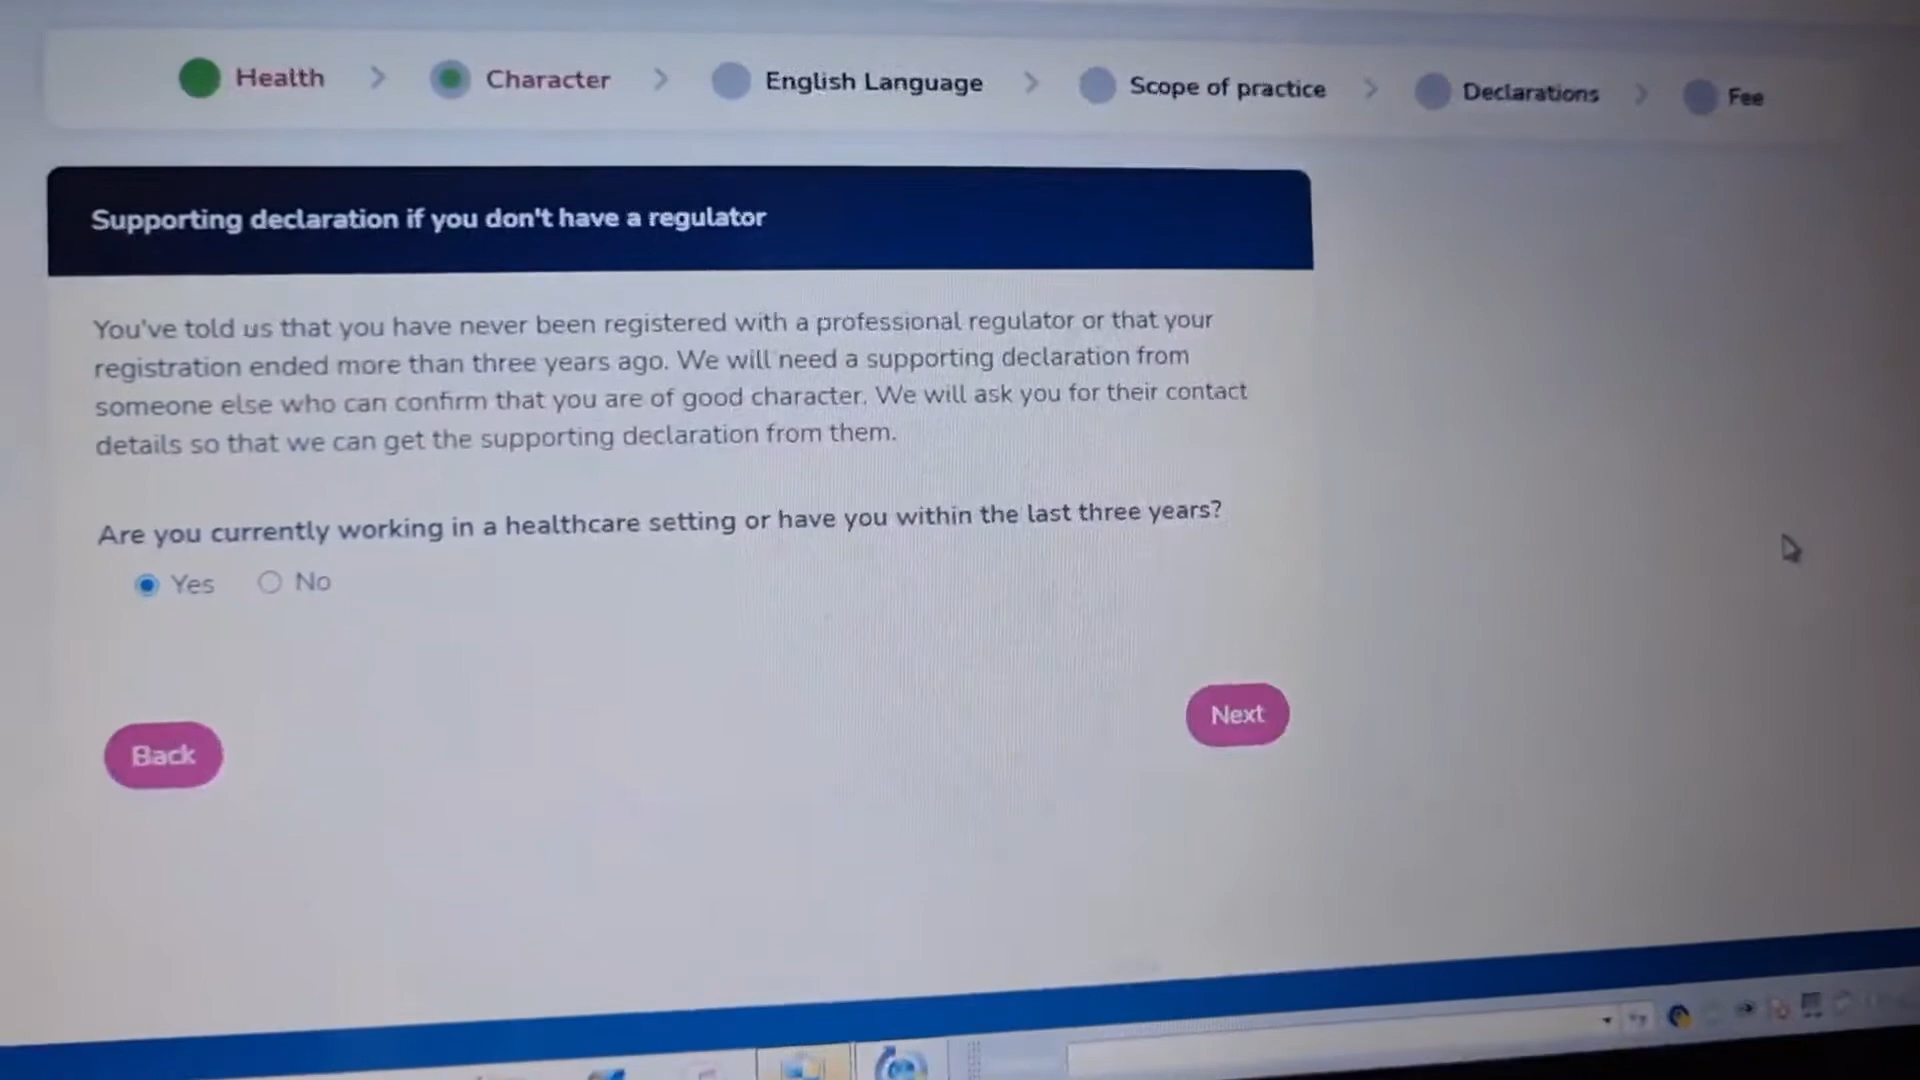 Health > Character > English Language > Scope of practice > Declarations > Fee
Supporting declaration if you don't have a regulator
You've told us that you have never been registered with a professional regulator or that your
registration ended more than three years ago. We will need a supporting declaration from
someone else who can confirm that you are of good character. We will ask you for their contact
details so that we can get the supporting declaration from them.
Are you currently working in a healthcare setting or have you within the last three years?
Yes No
Next
Back